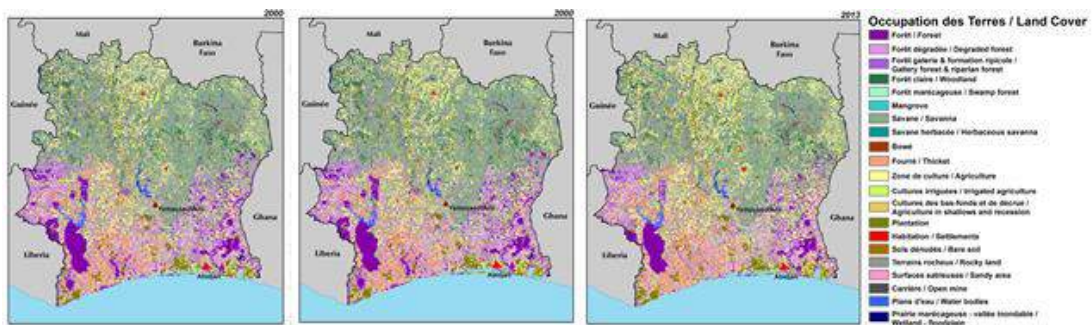 2000
Mali
Burkina
Faso
Guinée
Yamoussoukro
Ghana
Liberia
Abidjan
2000
Mali
Burkina
Faso
Guinée
Yamoussoukro
Ghana
Liberia
Abidjan
2013
Mali
Burkina
Faso
Guinée
Yamoussoukro
Ghana
Liberia
Abidjan
Occupation des Terres / Land Cover
Forêt / Forest
Forêt dégradée / Degraded forest
Forêt galerie & formation ripicole /
Gallery forest & riparian forest
Forêt claire / Woodland
Forêt marécageuse / Swamp forest
Mangrove
Savane / Savanna
Savane herbacée / Herbaceous savanna
Bowé
Fourré / Thicket
Zone de culture / Agriculture
Cultures irriguées / Irrigated agriculture
Cultures des bas-fonds et de décrue /
Agriculture in shallows and recession
Plantation
Habitation / Settlements
Sols dénudés / Bare soil
Terrains rocheux / Rocky land
Surfaces sableuses / Sandy area
Carrière / Open mine
Plans d'eau / Water bodies
Prairie marécageuse - vallée inondable /
Wetland - floodplain